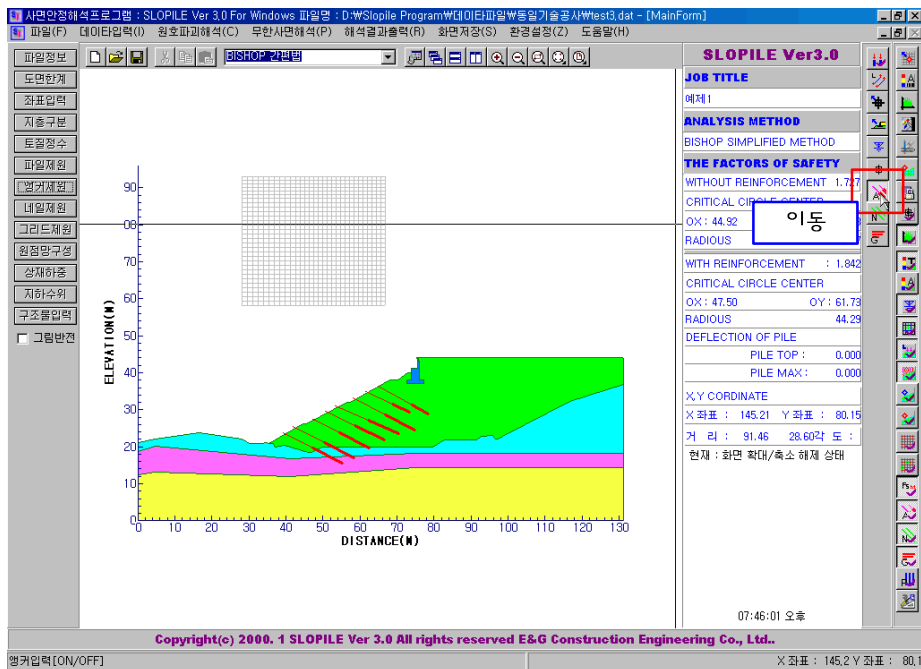 사면안정해석프로그램 : SLOPILE Ver 3.0 For Windows 파일명 : D:₩Slopile Program₩데이타파일₩동일기술공사₩test3.dat - [MainForm]
파일(F) 데이타입력(I) 원호파괴해석(C) 무한사면해석(P) 해석결과출력(R) 화면저장(S) 환경설정(Z) 도움말(H)
파일정보
도면한계
좌표입력
지층구분
토질정수
파일제원
앵커제원
네일제원
그리드제원
원점망구성
상재하중
지하수위
구조물입력
그림반전
BISHOP 간편법
ELEVATION(M)
90
80
70
60
50
40
30
20
10
0
0 10 20 30 40 50 60 70 80 90 100 110 120 130
DISTANCE(M)
SLOPILE Ver3.0
JOB TITLE
예제1
ANALYSIS METHOD
BISHOP SIMPLIFIED METHOD
THE FACTORS OF SAFETY
WITHOUT REINFORCEMENT 1.727
CRITICAL CIRCLE CENTER
OX : 44.92
RADIOUS
이동
WITH REINFORCEMENT : 1.842
CRITICAL CIRCLE CENTER
OX : 47.50 OY : 61.73
RADIOUS 44.29
DEFLECTION OF PILE
PILE TOP : 0.000
PILE MAX : 0.000
X,Y CORDINATE
X 좌표 : 145.21 Y 좌표 : 80.15
거 리 : 91.46 28.60각 도 :
현재 : 화면 확대/축소 해제 상태
07:46:01 오후
Copyright(c) 2000. 1 SLOPILE Ver 3.0 All rights reserved E&G Construction Engineering Co., Ltd..
앵커입력[ON/OFF]
X 좌표 : 145,2 Y 좌표 : 80,1